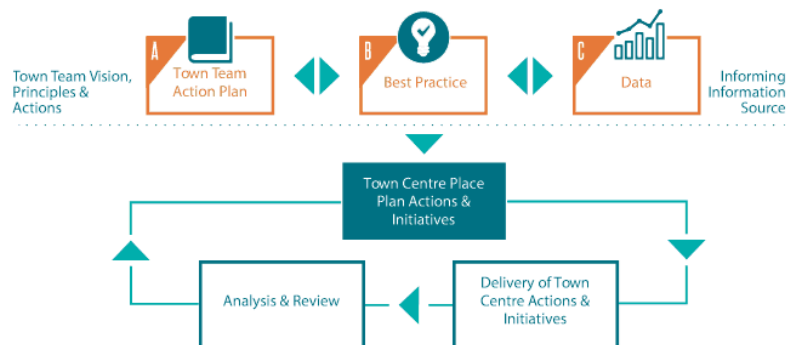 A
B
C
Town Team Vision,
Principles &
Actions
Town Team
Action Plan
Best Practice
Data
Informing
Information
Source
Town Centre Place
Plan Actions &
Initiatives
Analysis & Review
Delivery of Town
Centre Actions &
Initiatives